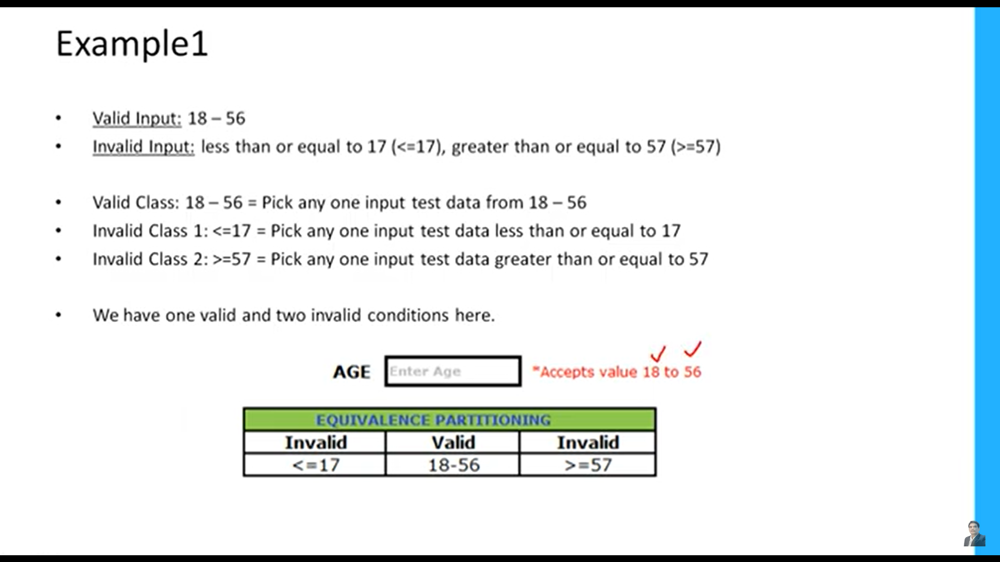 Example1
• Valid Input: 18 – 56
• Invalid Input: less than or equal to 17 (<=17), greater than or equal to 57 (>=57)
• Valid Class: 18 – 56 = Pick any one input test data from 18 – 56
• Invalid Class 1: <=17 = Pick any one input test data less than or equal to 17
• Invalid Class 2: >=57 = Pick any one input test data greater than or equal to 57
• We have one valid and two invalid conditions here.
AGE Enter Age *Accepts value 18 to 56
EQUIVALENCE PARTITIONING
Invalid Valid Invalid
<=17 18-56 >=57